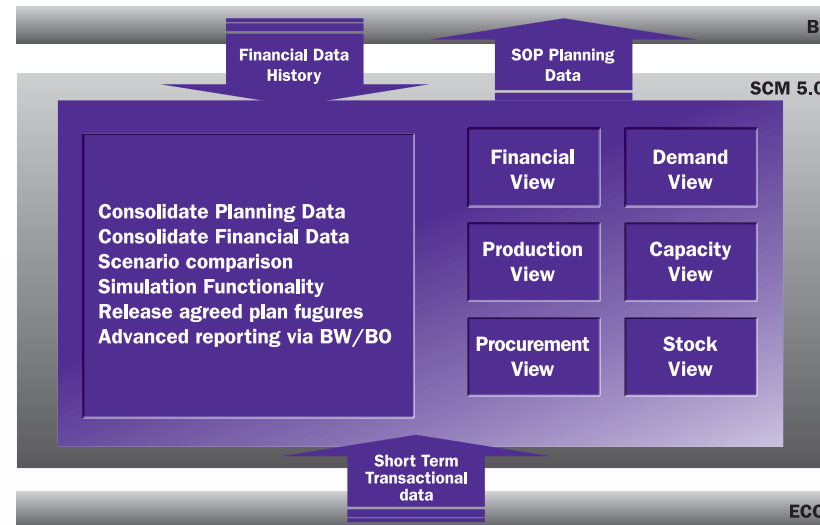 B
Financial Data
History
SOP Planning
Data
SCM 5.0
Consolidate Planning Data
Consolidate Financial Data
Scenario comparison
Simulation Functionality
Release agreed plan fugures
Advanced reporting via BW/BO
Financial
View
Demand
View
Production
View
Capacity
View
Procurement
View
Stock
View
Short Term
Transactional
data
ECC